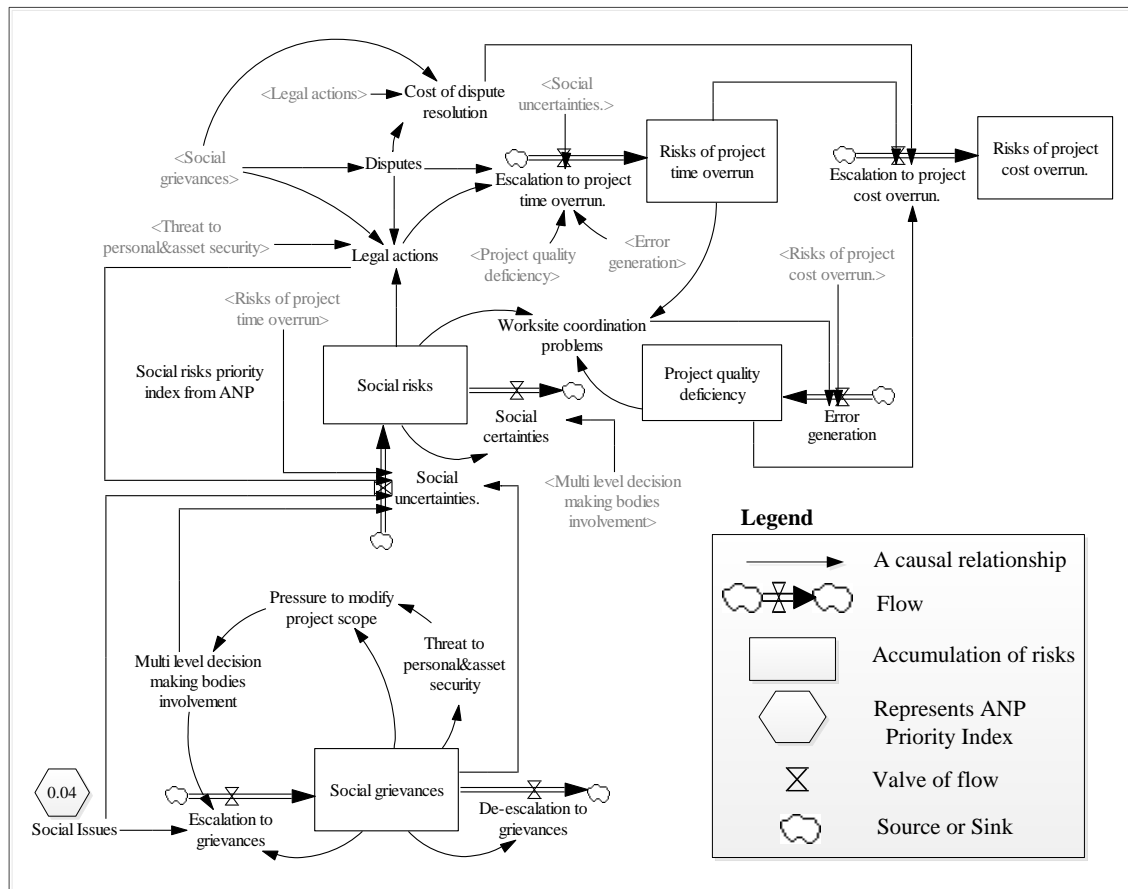 <Social
uncertainties.>
<Legal actions>
Cost of dispute
resolution
<Social
grievances>
Disputes
Escalation to project
time overrun.
Risks of project
time overrun
Escalation to project
cost overrun.
Risks of project
cost overrun.
<Threat to
personal&asset security>
Legal actions
<Project quality
deficiency>
<Error
generation>
<Risks of project
cost overrun.>
<Risks of project
time overrun>
Worksite coordination
problems
Social risks priority
index from ANP
Social risks
Project quality
deficiency
Social
certainties
Error
generation
Social
uncertainties.
<Multi level decision
making bodies
involvement>
Pressure to modify
project scope
Threat to
personal&asset
security
Multi level decision
making bodies
involvement
0.04
Social Issues
Escalation to
grievances
Social grievances
De-escalation to
grievances
Legend
A causal relationship
Flow
Accumulation of risks
Represents ANP
Priority Index
Valve of flow
Source or Sink